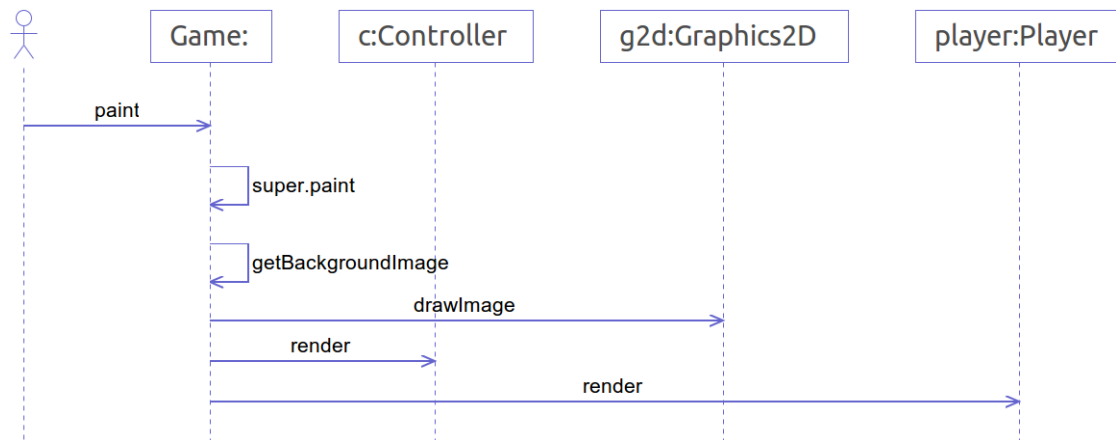 Game:
c:Controller
g2d:Graphics2D
player:Player
paint
super.paint
getBackgroundImage
drawImage
render
render